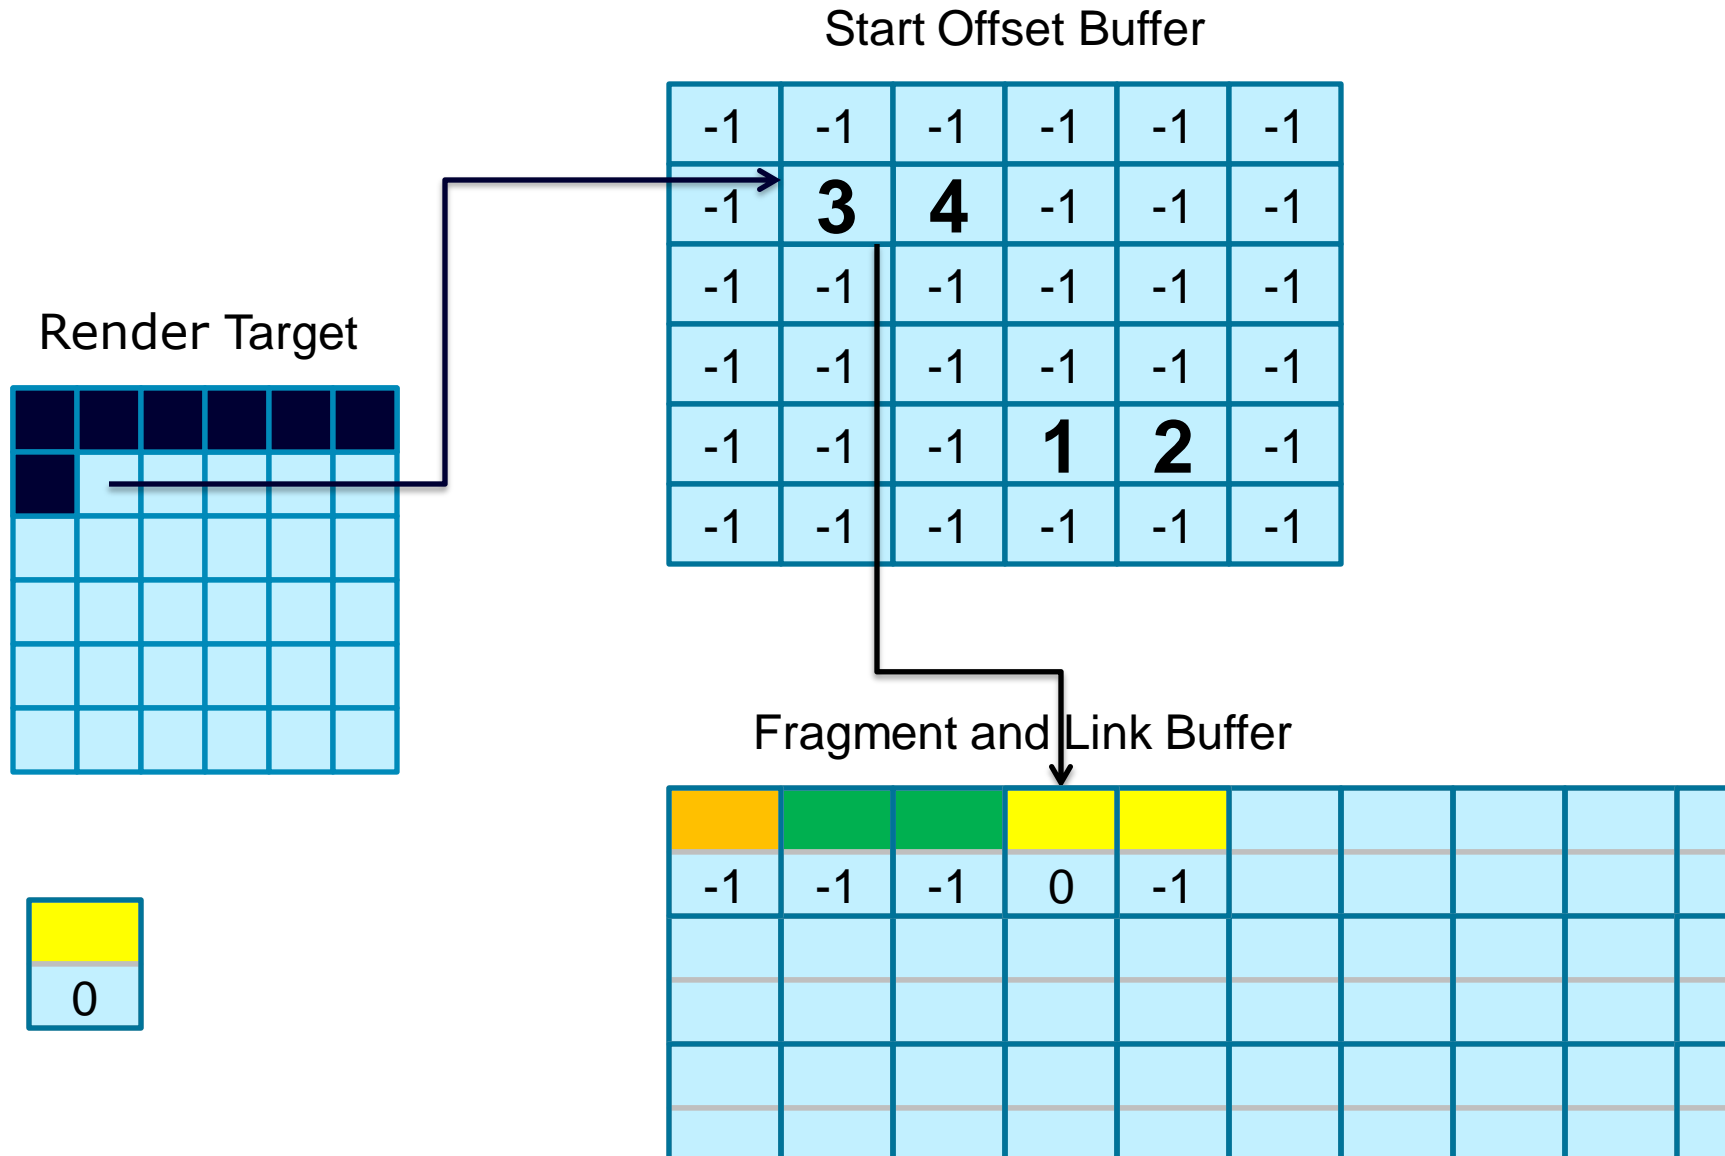 Start Offset Buffer
-1 -1 -1 -1 -1 -1
-1 3 4 -1 -1 -1
-1 -1 -1 -1 -1 -1
Render Target
-1 -1 -1 -1 -1 -1
-1 -1 -1 1 2 -1
-1 -1 -1 -1 -1 -1
Fragment and Link Buffer
-1 -1 -1 0 -1
0